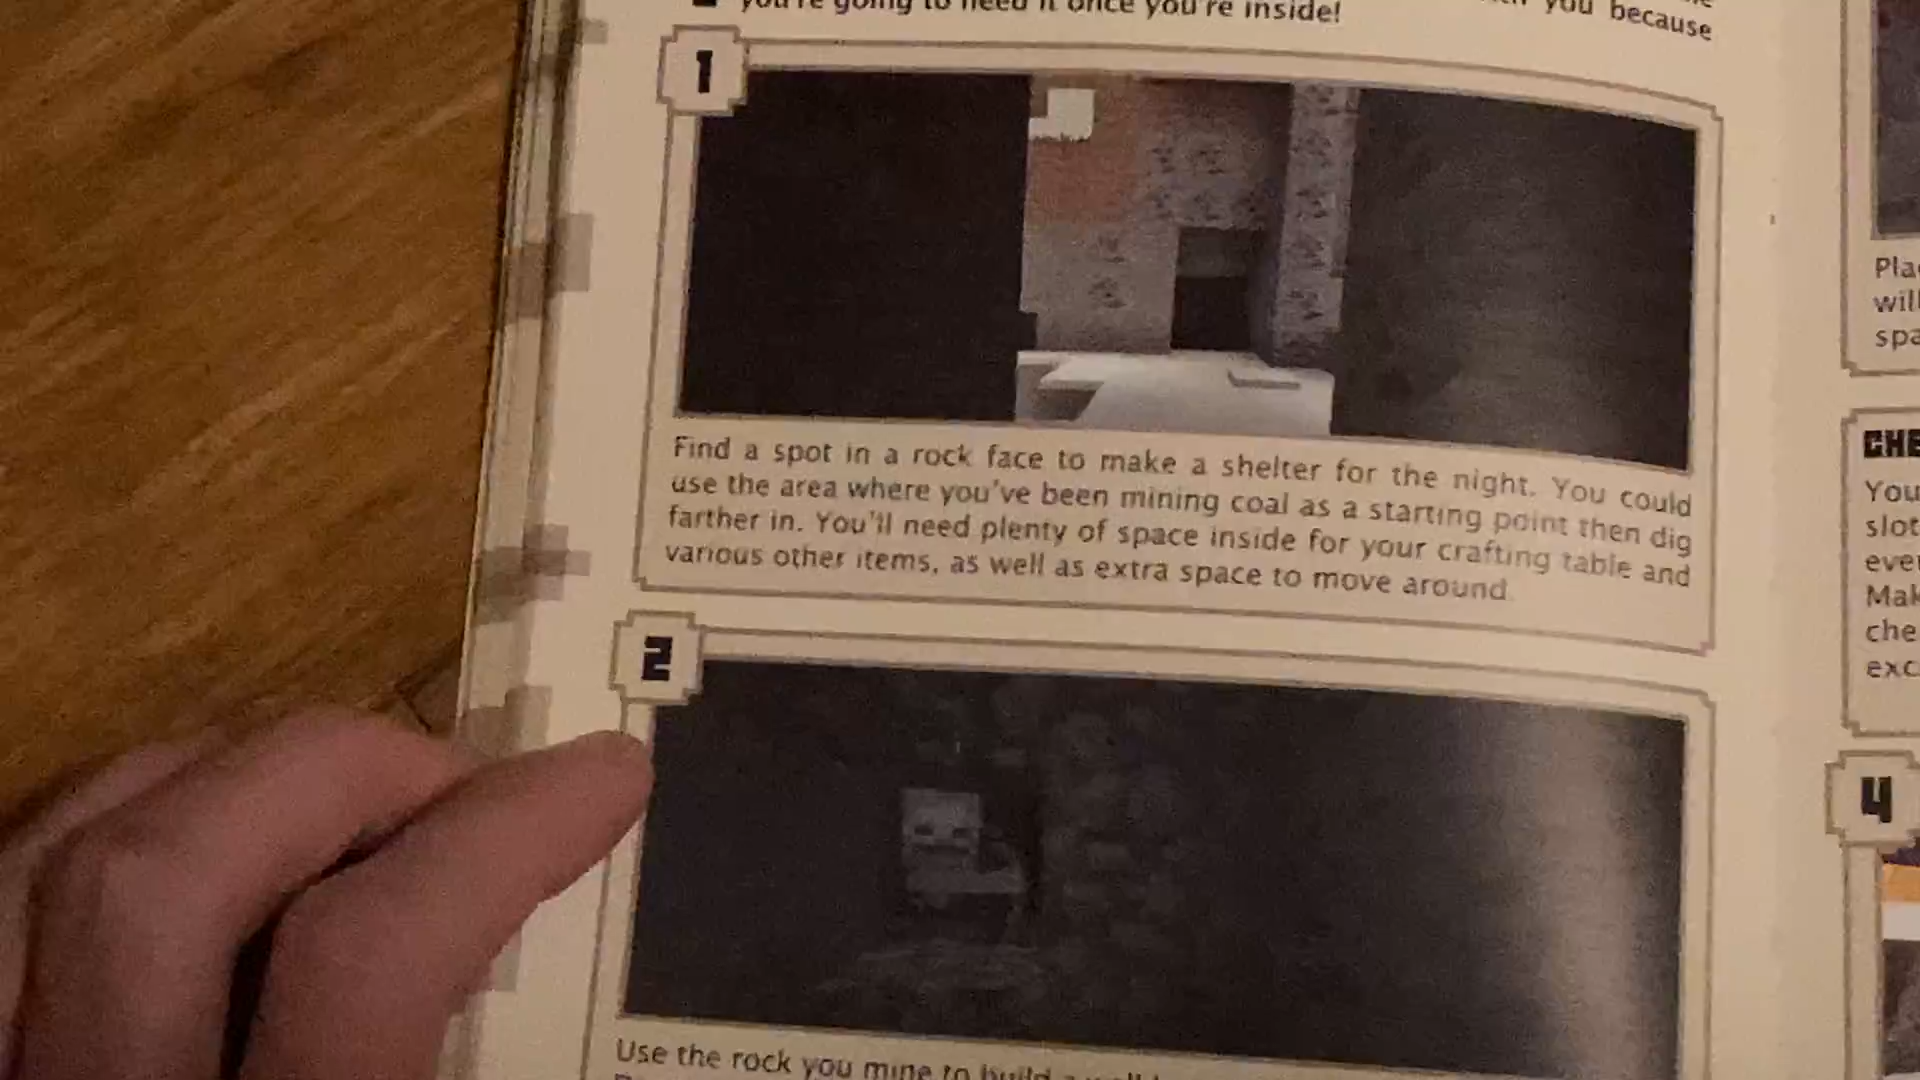 you're going to need it once you're inside!
you because
1
Find a spot in a rock face to make a shelter for the night. You could
use the area where you've been mining coal as a starting point then dig
farther in. You'll need plenty of space inside for your crafting table and
various other items, as well as extra space to move around.
2
Use the rock you mine to build a
will
You
4